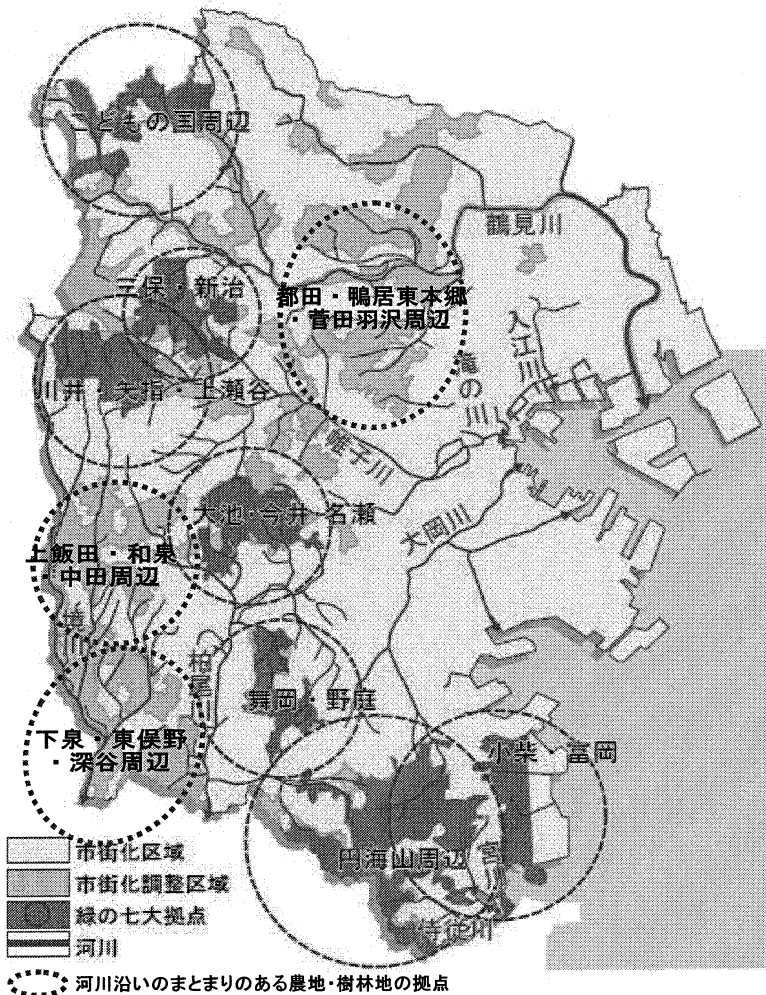 こどもの国周辺
鶴見川
三保・新治
都田・鴨居東本郷
・菅田羽沢周辺
入江川
滝の川
川井・矢指・上瀬谷
帷子川
大池・今井・名瀬
大岡川
上飯田・和泉
・中田周辺
境川
柏尾川
舞岡・野庭
下泉・東俣野
・深谷周辺
小柴・富岡
円海山周辺
宮川
侍従川
市街化区域
市街化調整区域
緑の七大拠点
河川
河川沿いのまとまりのある農地・樹林地の拠点